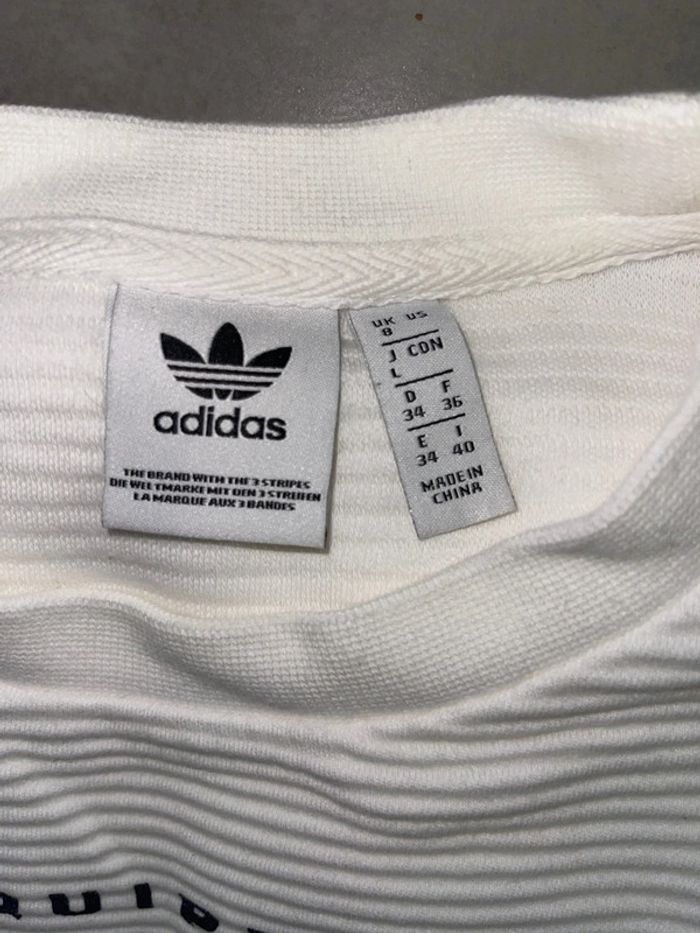 adidas
THE BRAND WITH THE 3 STRIPES
DIE WELTMARKE MIT DEN 3 STREIFEN
LA MARQUE AUX 3 BANDES
UK US
8
J CDN
L
D F
34 36
E I
34 40
MADE IN
CHINA